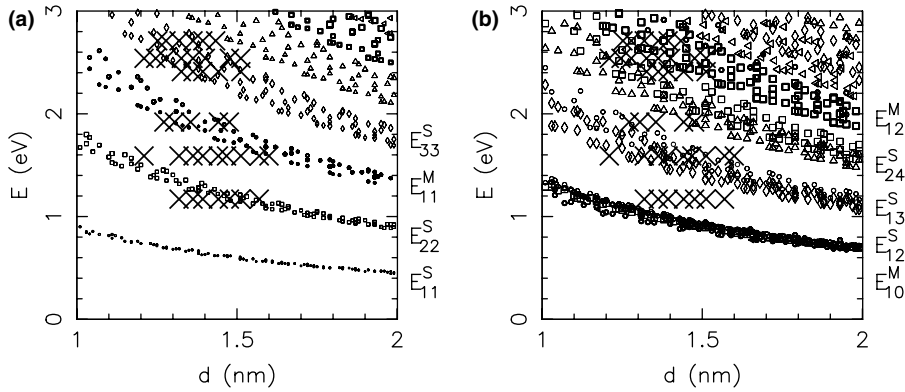 (a)
3
2
1
0
E (eV)
1
1.5
2
d (nm)
E^S_33
E^M_11
E^S_22
E^S_11
(b)
3
2
1
0
E (eV)
1
1.5
2
d (nm)
E^M_12
E^S_24
E^S_13
E^S_12
E^M_10